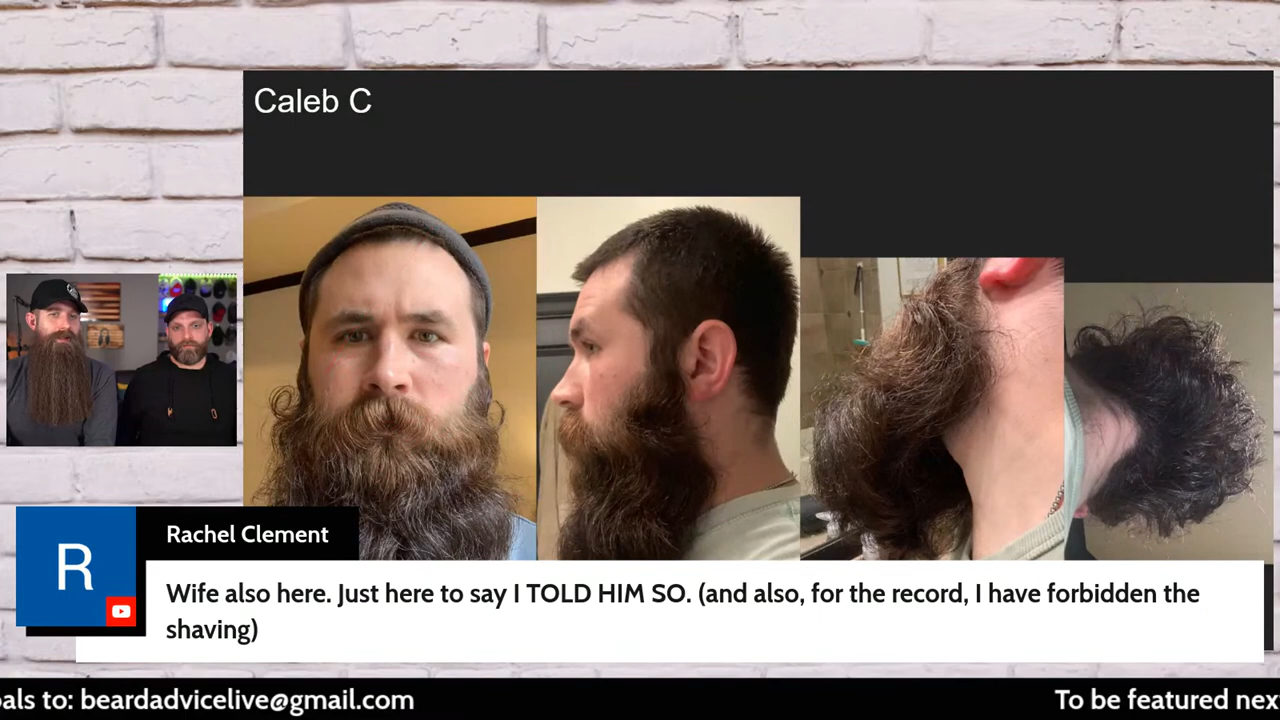 Caleb C
R
Rachel Clement
Wife also here. Just here to say I TOLD HIM SO. (and also, for the record, I have forbidden the
shaving)
oals to: beardadvicelive@gmail.com
To be featured nex